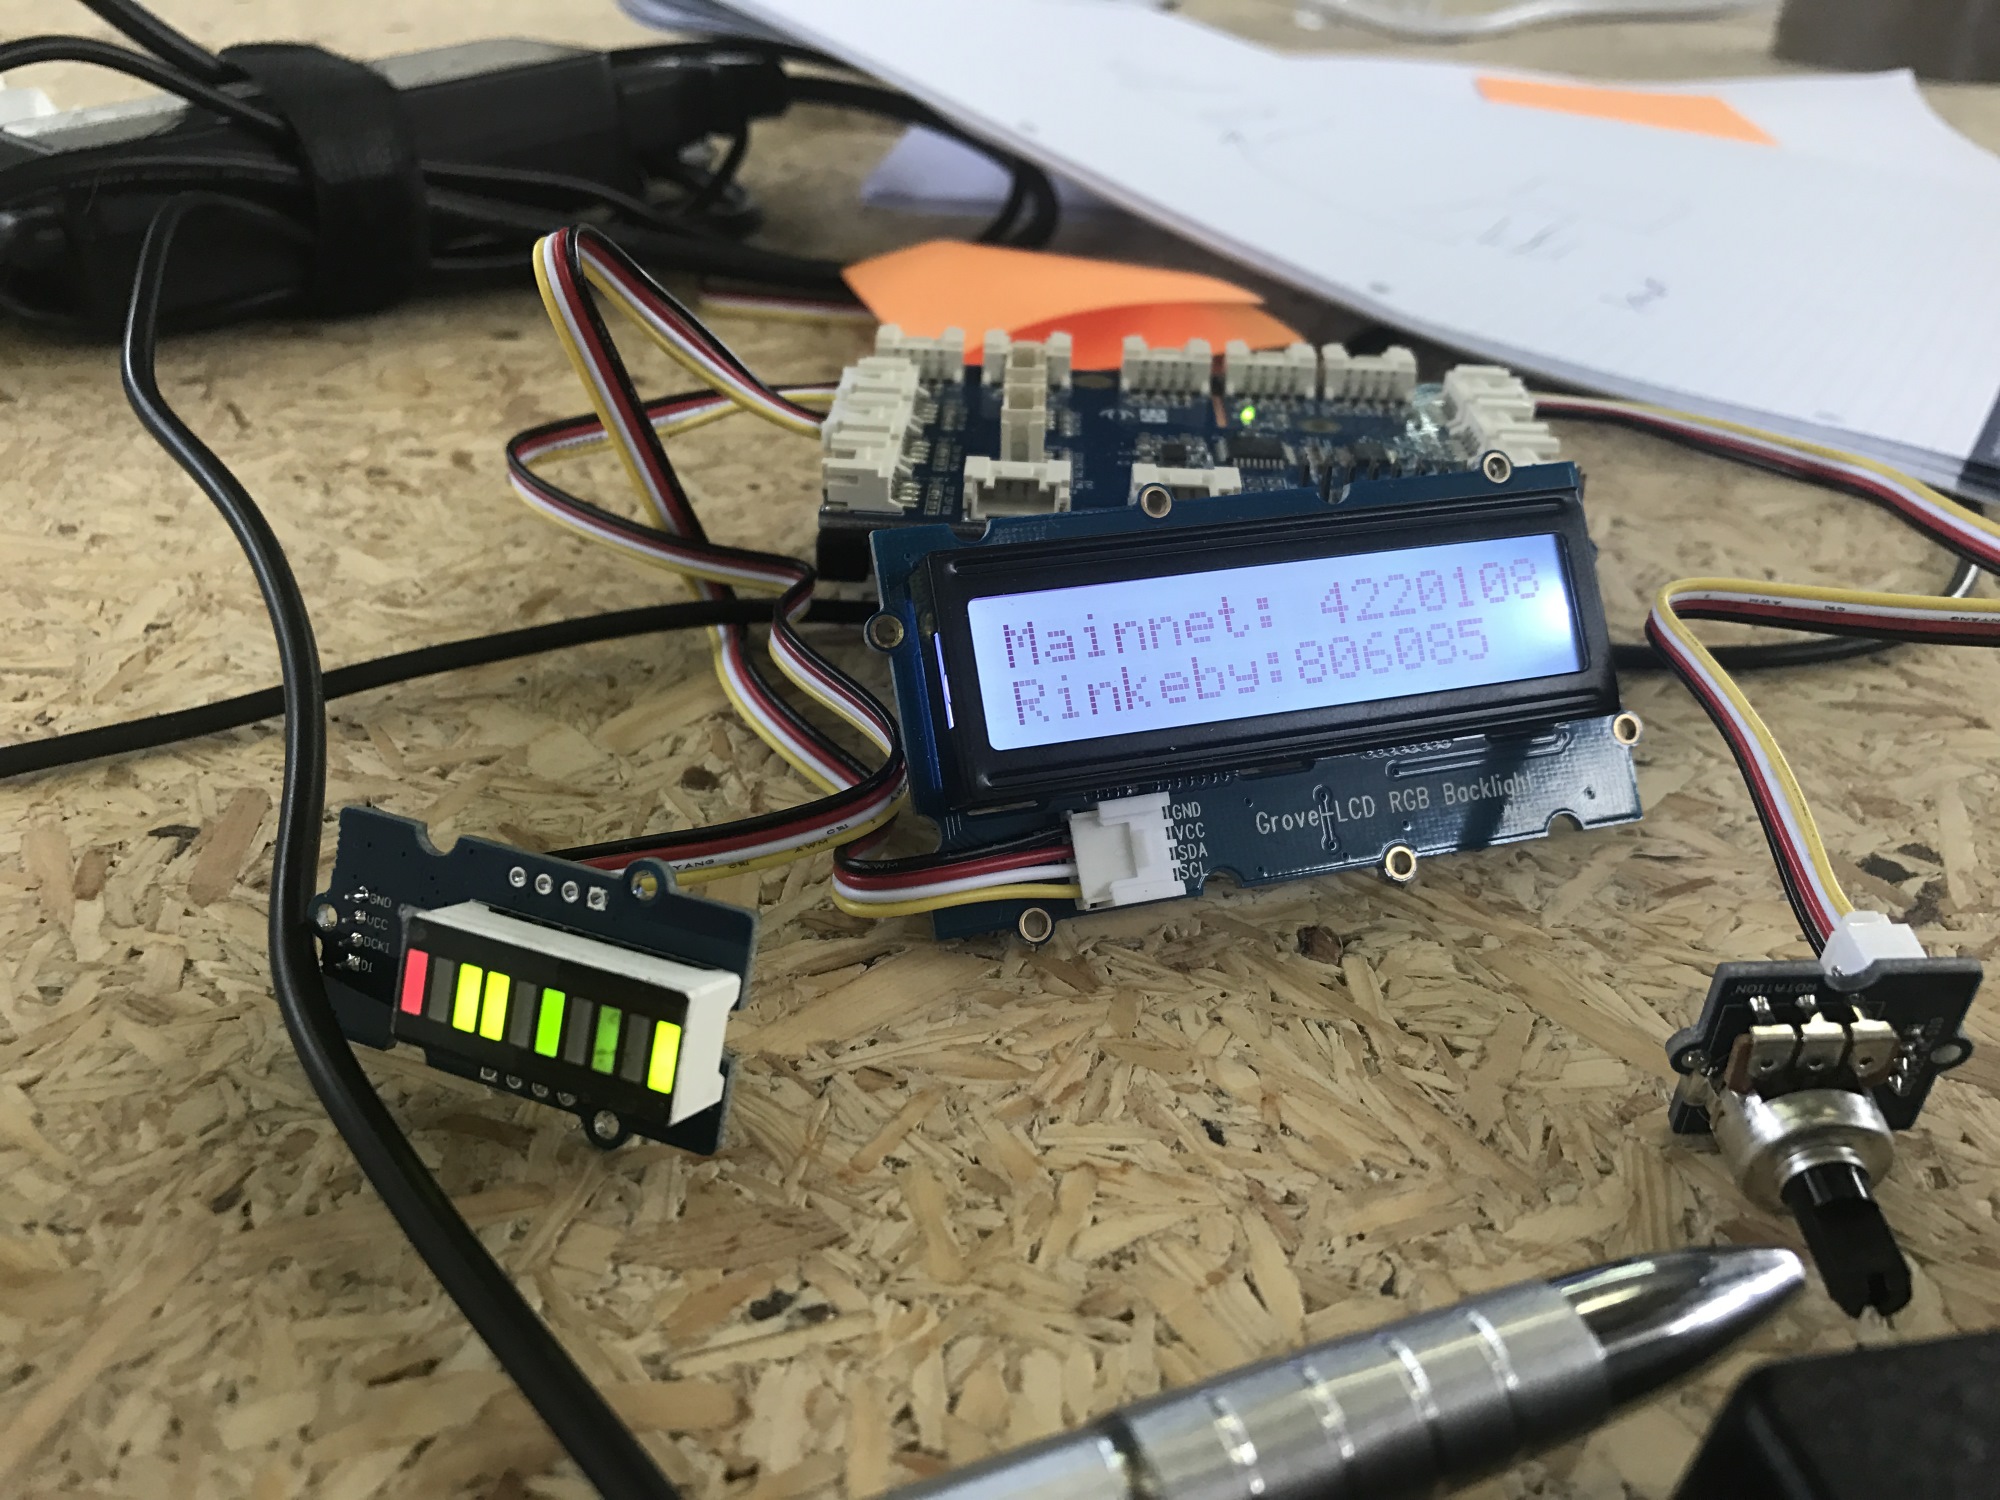 Mainnet: 4220108
Rinkeby:806085
GND
VCC
SDA
SCL
Grove-LCD RGB Backlight
GND
VCC
DCKI
DI
ROTATION